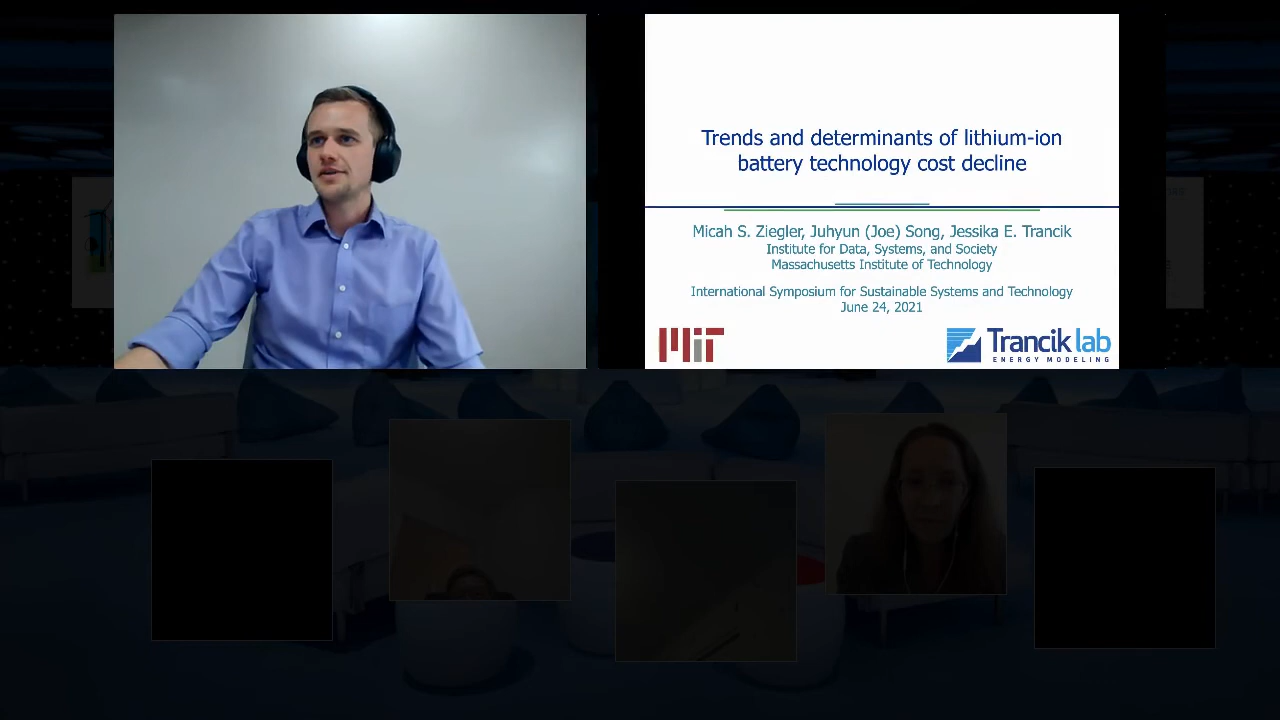 Trends and determinants of lithium-ion
battery technology cost decline
Micah S. Ziegler, Juhyun (Joe) Song, Jessika E. Trancik
Institute for Data, Systems, and Society
Massachusetts Institute of Technology
International Symposium for Sustainable Systems and Technology
June 24, 2021
MIT
Trancik lab
ENERGY MODELING